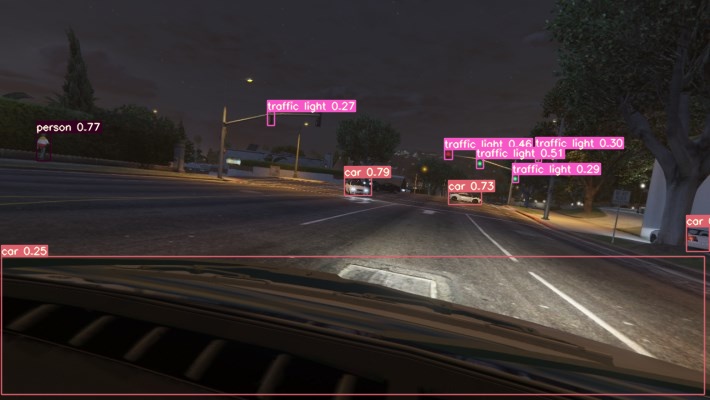 traffic light 0.27
person 0.77
traffic light 0.46
traffic light 0.30
traffic light 0.51
traffic light 0.29
car 0.79
car 0.73
car 0
car 0.25